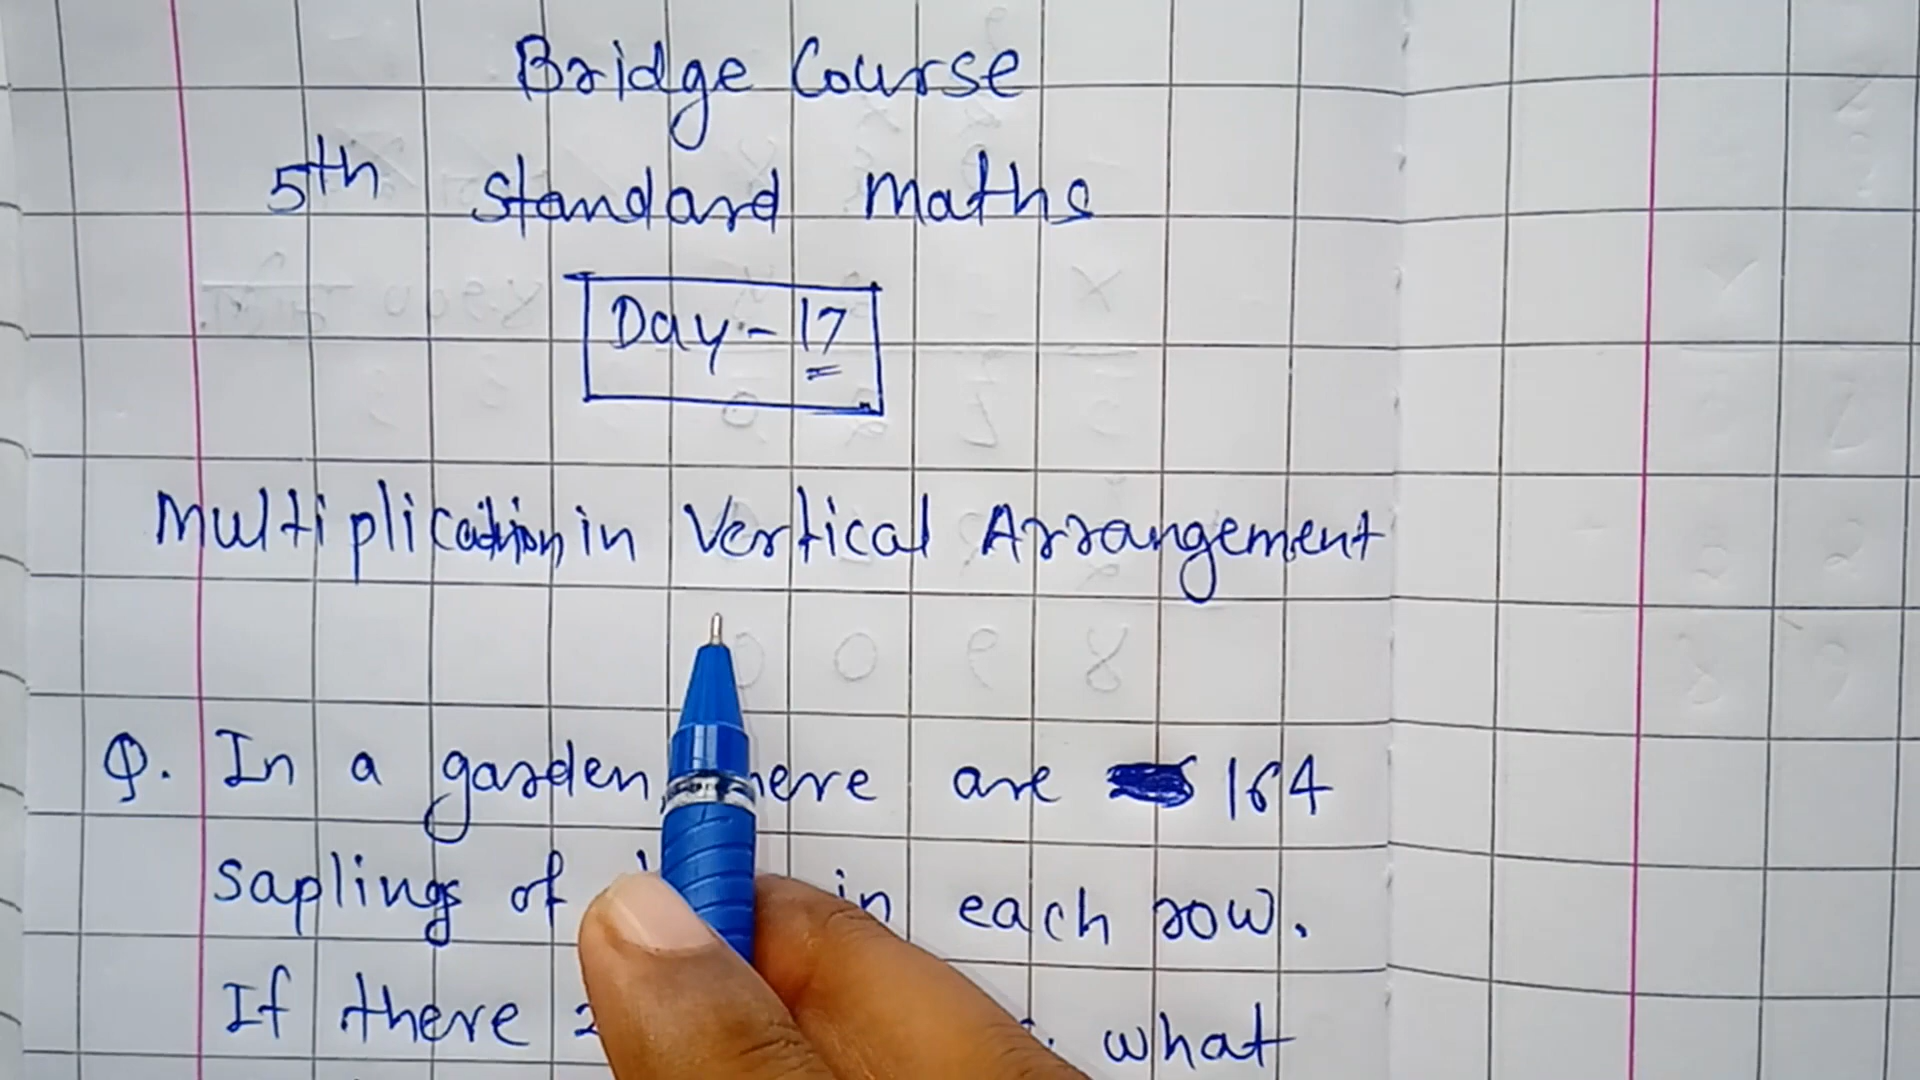 Bridge Course
5th Standard Maths
Day - 17
Multiplication in Vertical Arrangement
Q. In a garden, there are 164
saplings of in each row.
If there what